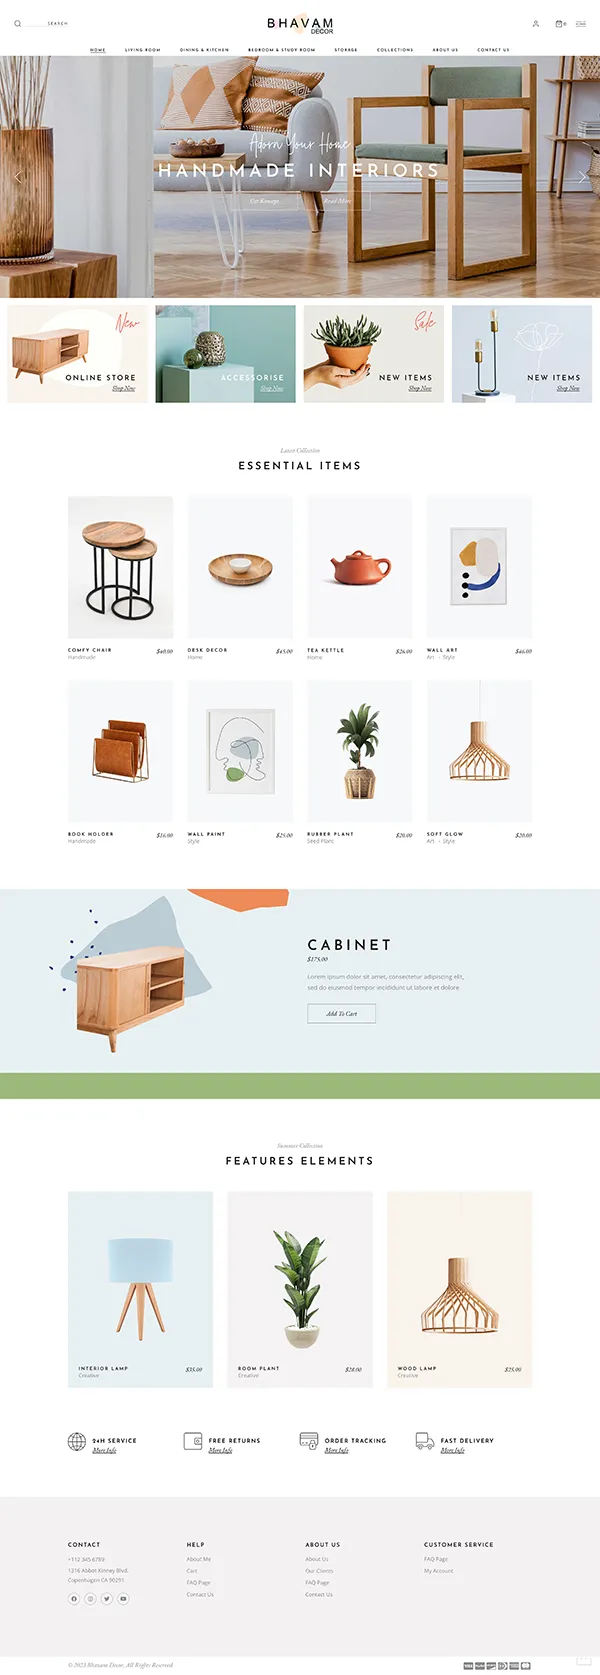 SEARCH
BHAVAM
DECOR
0
HOME LIVING ROOM DINING & KITCHEN BEDROOM & STUDY ROOM STORAGE COLLECTIONS ABOUT US CONTACT US
Adorn Your Home
HANDMADE INTERIORS
Read More
New
ONLINE STORE
Shop Now
ACCESSORISE
Shop Now
Sale
NEW ITEMS
Shop Now
NEW ITEMS
Shop Now
Latest Collection
ESSENTIAL ITEMS
COMFY CHAIR $40.00
Handmade
DESK DECOR $45.00
Home
TEA KETTLE $26.00
Home
WALL ART $46.00
Art - Style
BOOK HOLDER $16.00
Handmade
WALL PAINT $25.00
Style
RUBBER PLANT $20.00
Seed Plant
SOFT GLOW $20.00
Art - Style
CABINET
$175.00
Lorem ipsum dolor sit amet, consectetur adipiscing elit,
sed do eiusmod tempor incididunt ut labore et dolore
Add To Cart
Summer Collection
FEATURES ELEMENTS
INTERIOR LAMP $35.00
Creative
ROOM PLANT $28.00
Creative
WOOD LAMP $25.00
Creative
24H SERVICE
More Info
FREE RETURNS
More Info
ORDER TRACKING
More Info
FAST DELIVERY
More Info
CONTACT
+112 345 6789
1316 Abbot Kinney Blvd.
Copenhagen CA 90291
HELP
About Me
Cart
FAQ Page
Contact Us
ABOUT US
About Us
Our Clients
FAQ Page
Contact Us
CUSTOMER SERVICE
FAQ Page
My Account
© 2023 Bhavam Decor, All Rights Reserved